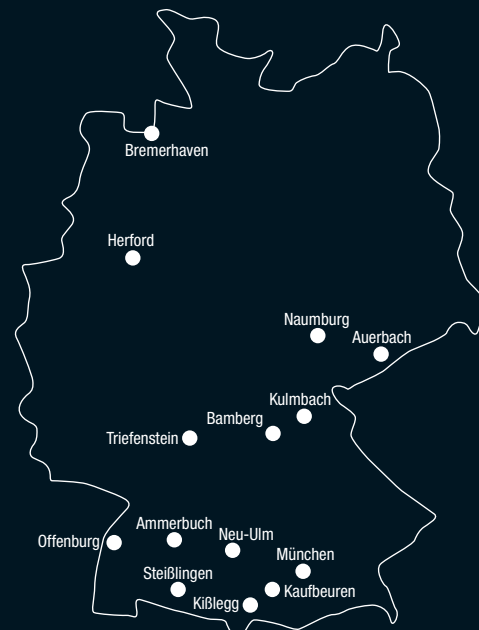 Bremerhaven
Herford
Naumburg
Auerbach
Kulmbach
Bamberg
Triefenstein
Ammerbuch
Offenburg
Neu-Ulm
München
Steißlingen
Kaufbeuren
Kißlegg